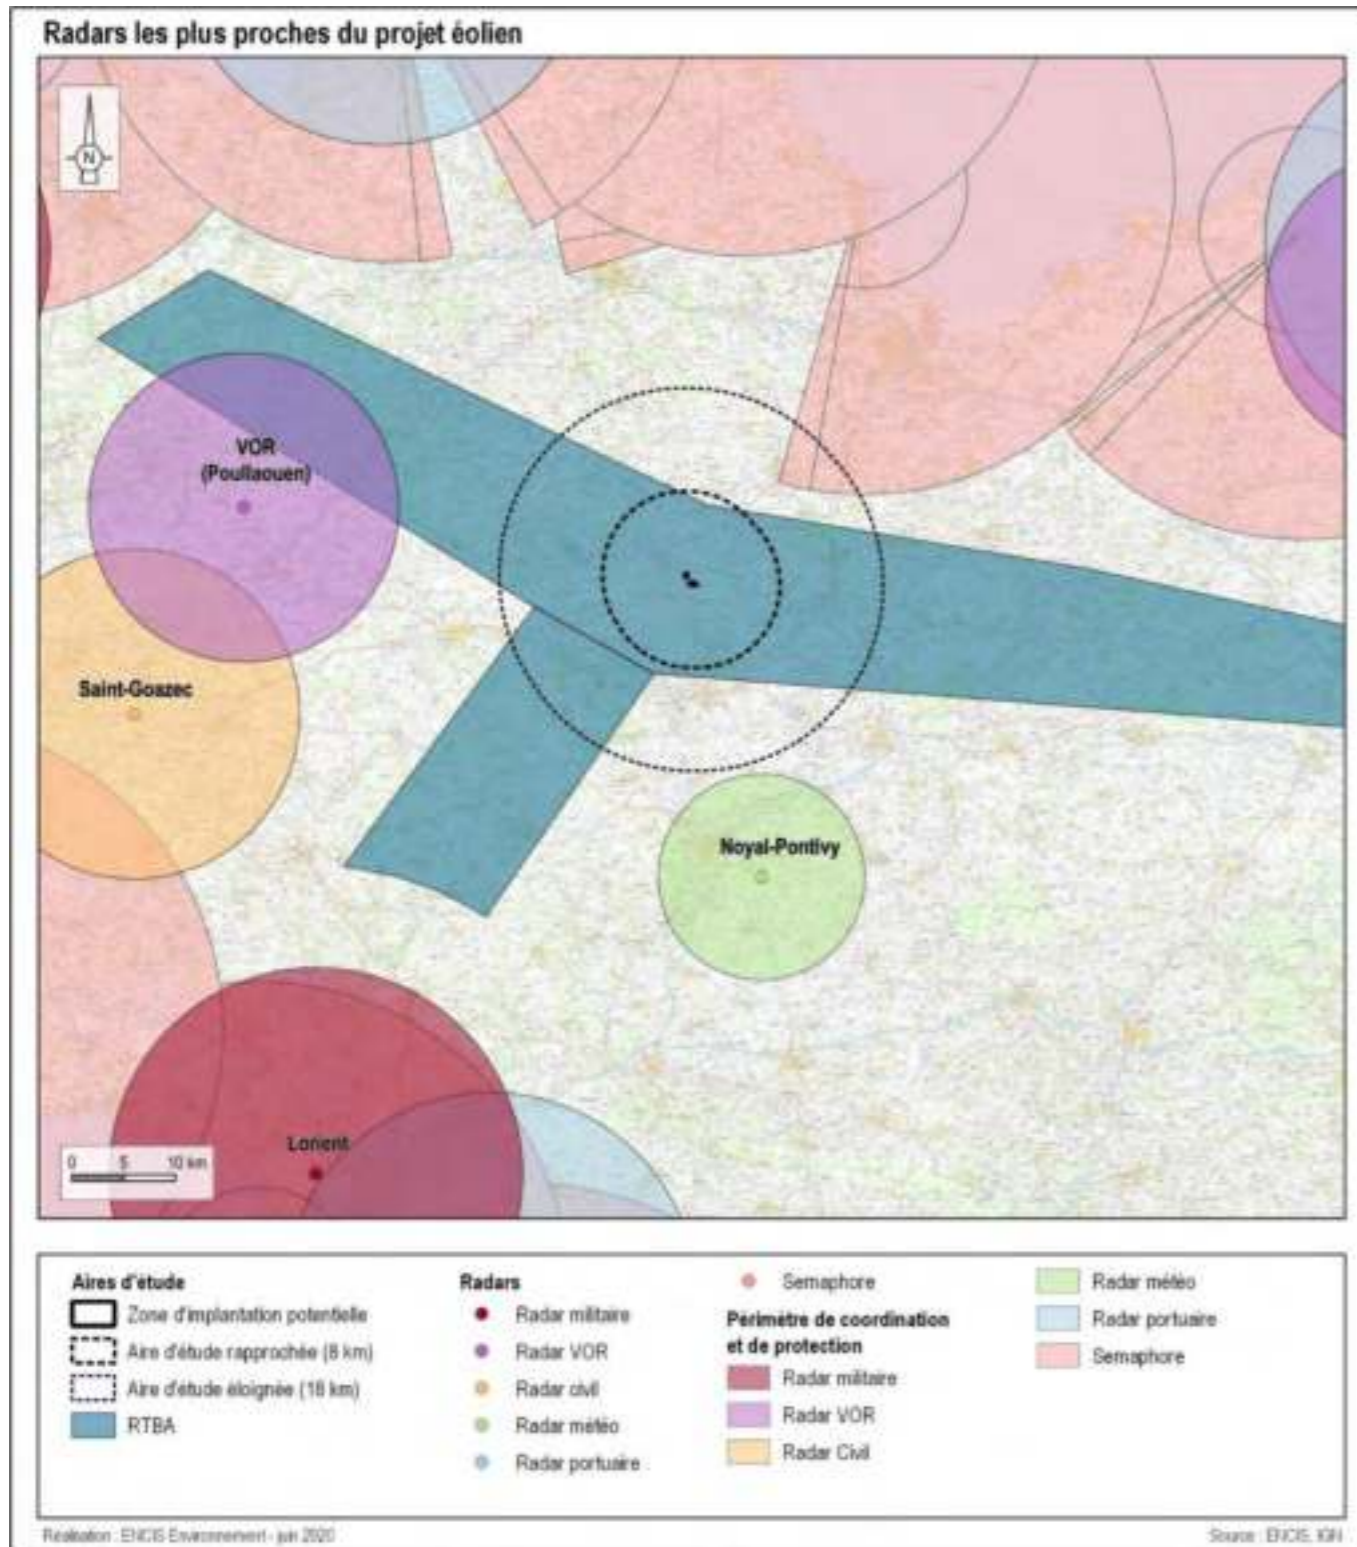 Radars les plus proches du projet éolien
N
VOR
(Poullaouen)
Saint-Goazec
Noyal-Pontivy
Lorient
0 5 10 km
Aires d'étude
Zone d'implantation potentielle
Aire d'étude rapprochée (8 km)
Aire d'étude éloignée (18 km)
RTBA
Radars
Radar militaire
Radar VOR
Radar civil
Radar météo
Radar portuaire
Semaphore
Périmètre de coordination
et de protection
Radar militaire
Radar VOR
Radar Civil
Radar météo
Radar portuaire
Semaphore
Réalisation : ENCIS Environnement - juin 2020
Source : ENCIS, IGN